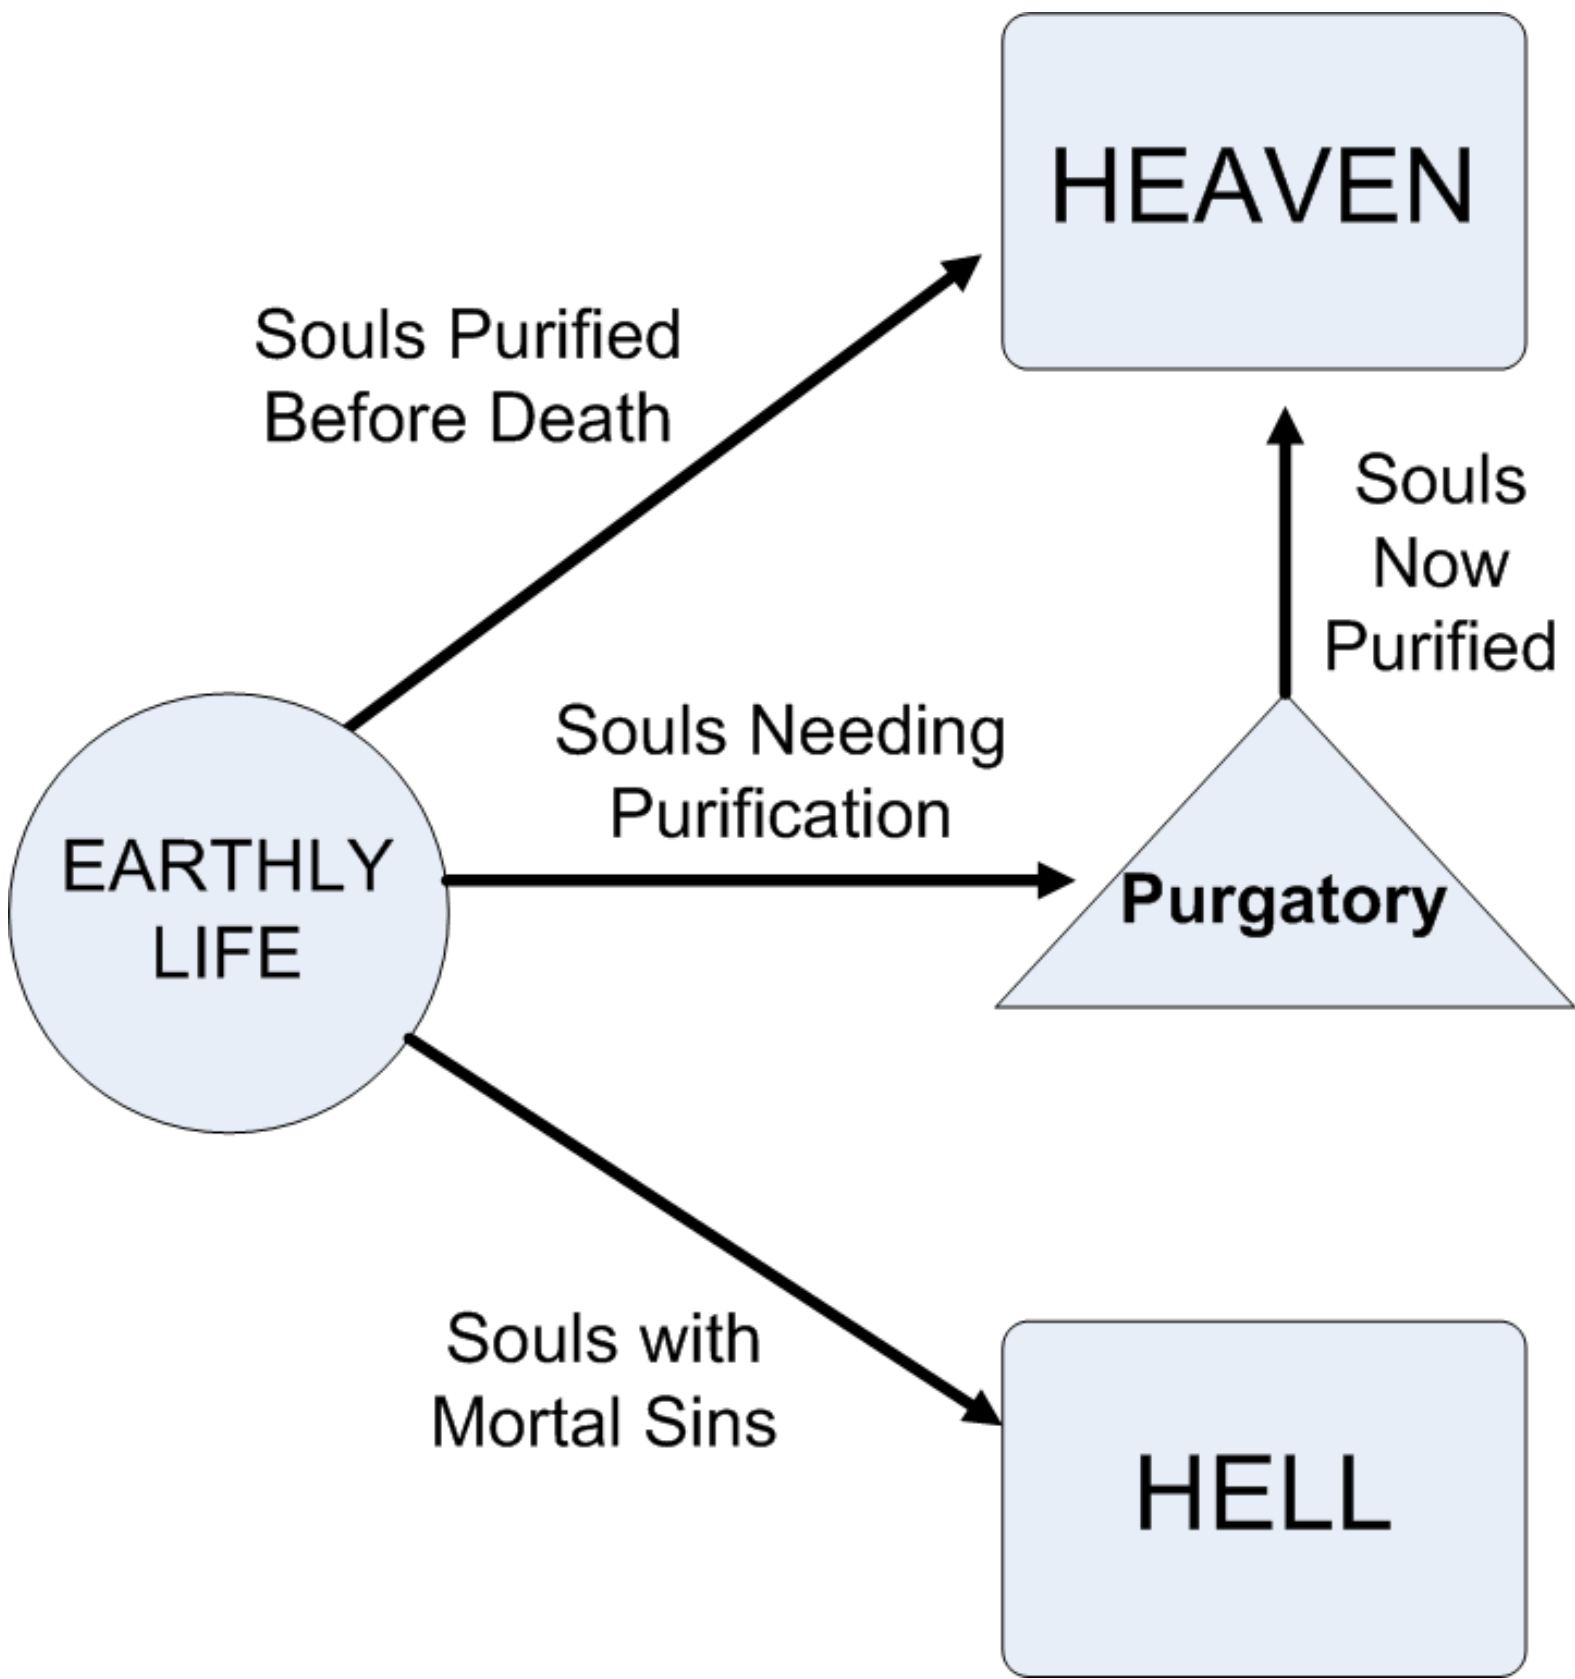 HEAVEN
Souls Purified
Before Death
Souls
Now
Purified
Souls Needing
Purification
EARTHLY
LIFE
Purgatory
Souls with
Mortal Sins
HELL